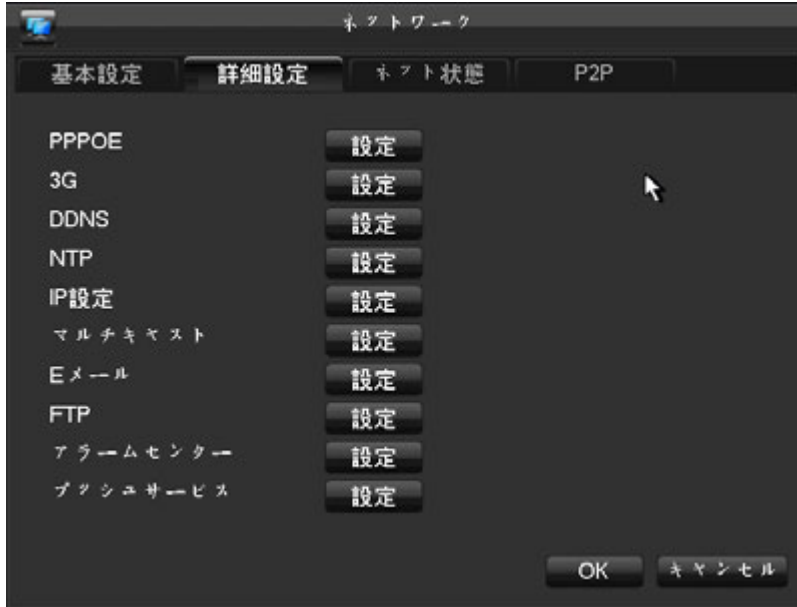 ネットワーク
基本設定 詳細設定 ネット状態 P2P
PPPOE 設定
3G 設定
DDNS 設定
NTP 設定
IP設定 設定
マルチキャスト 設定
Eメール 設定
FTP 設定
アラームセンター 設定
プッシュサービス 設定
OK キャンセル